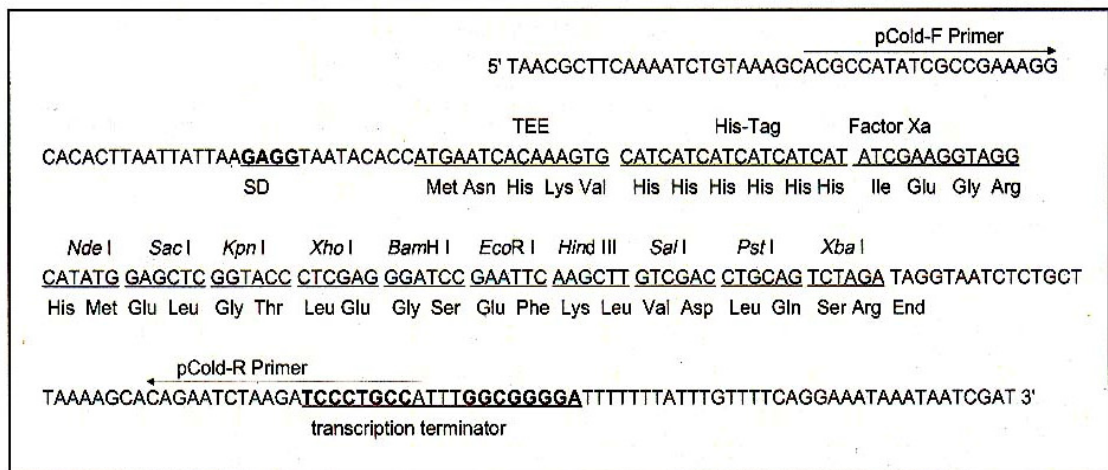 pCold-F Primer
5' TAACGCTTCAAAATCTGTAAAGCACGCCATATCGCCGAAAGG
TEE His-Tag Factor Xa
CACACTTAATTATTAAGAGGTAATACACCATGAATCACAAAGTG CATCATCATCATCATCAT ATCGAAGGTAGG
SD Met Asn His Lys Val His His His His His His Ile Glu Gly Arg
Nde I Sac I Kpn I Xho I BamH I EcoR I Hind III Sal I Pst I Xba I
CATATG GAGCTC GGTACC CTCGAG GGATCC GAATTC AAGCTT GTCGAC CTGCAG TCTAGA TAGGTAATCTCTGCT
His Met Glu Leu Gly Thr Leu Glu Gly Ser Glu Phe Lys Leu Val Asp Leu Gln Ser Arg End
pCold-R Primer
TAAAAGCACAGAATCTAAGATCCCTGCCATTTGGCGGGGATTTTTTTATTTGTTTTCAGGAAATAAATAATCGAT 3'
transcription terminator